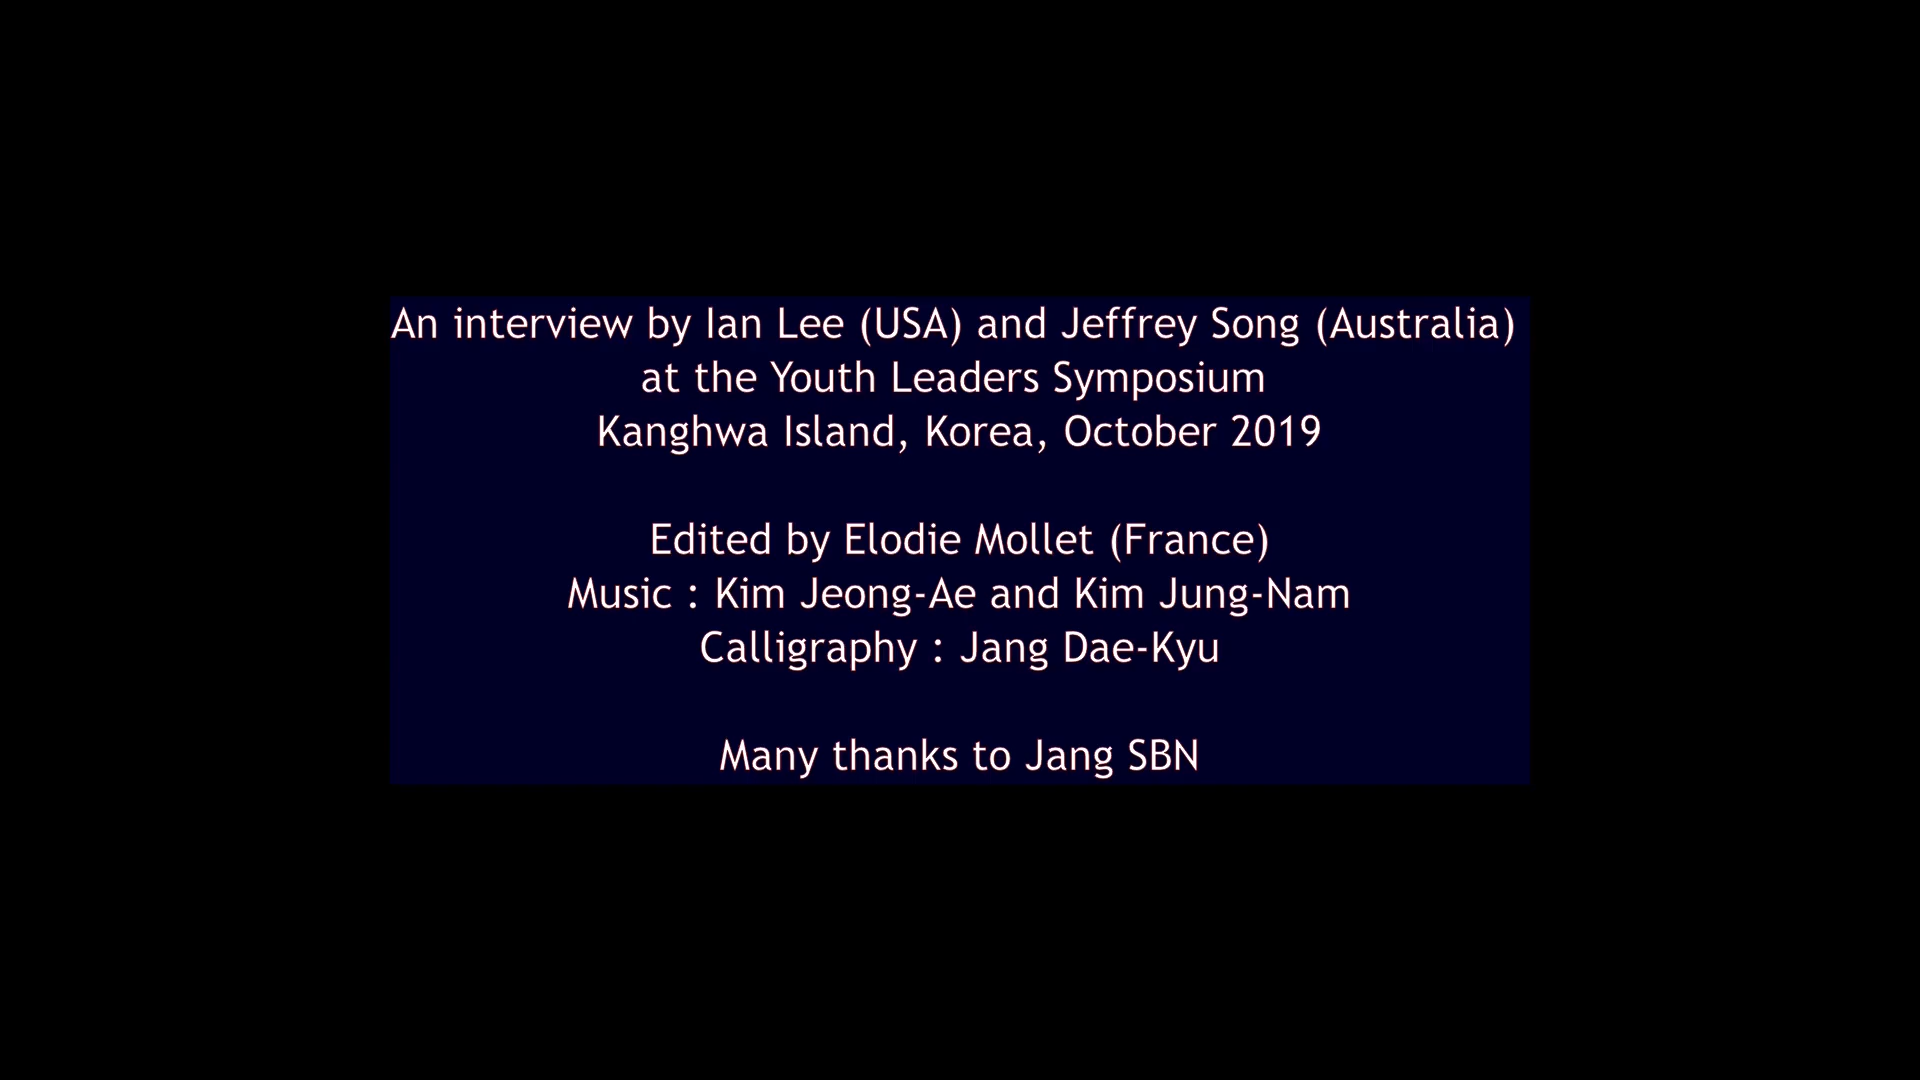 An interview by Ian Lee (USA) and Jeffrey Song (Australia)
at the Youth Leaders Symposium
Kanghwa Island, Korea, October 2019
Edited by Elodie Mollet (France)
Music : Kim Jeong-Ae and Kim Jung-Nam
Calligraphy : Jang Dae-Kyu
Many thanks to Jang SBN